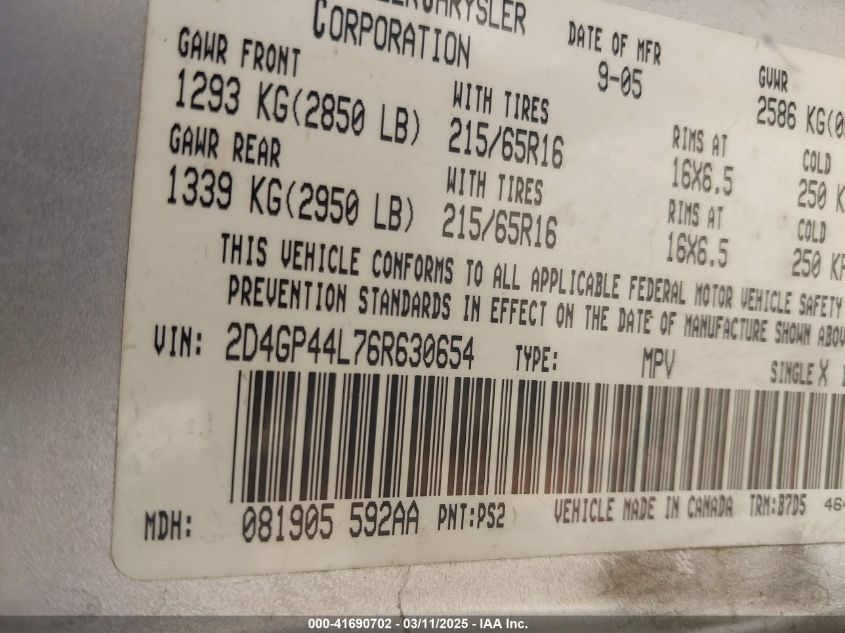 CORPORATION
DATE OF MFR
9-05
GVWR
2586 KG
GAWR FRONT
1293 KG(2850 LB)
WITH TIRES
215/65R16
RIMS AT
16X6.5
COLD
250
GAWR REAR
1339 KG(2950 LB)
WITH TIRES
215/65R16
RIMS AT
16X6.5
COLD
250
THIS VEHICLE CONFORMS TO ALL APPLICABLE FEDERAL MOTOR VEHICLE SAFETY
PREVENTION STANDARDS IN EFFECT ON THE DATE OF MANUFACTURE SHOWN ABOV
VIN: 2D4GP44L76R630654 TYPE: MPV SINGLE X
MDH: 081905 592AA PNT:PS2 VEHICLE MADE IN CANADA TRM:B7D5 464
000-41690702 - 03/11/2025 - IAA Inc.